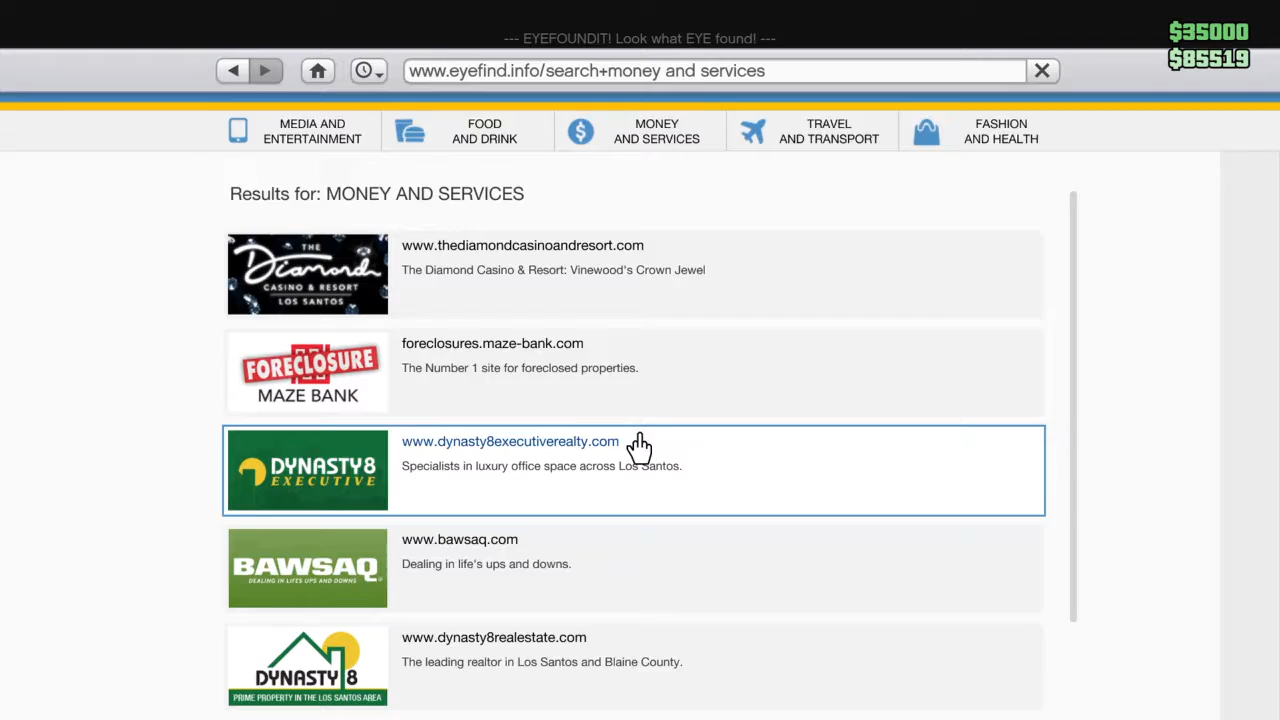 --- EYEFOUNDIT! Look what EYE found! ---
$35000
$85519
www.eyefind.info/search+money and services
MEDIA AND
ENTERTAINMENT
FOOD
AND DRINK
MONEY
AND SERVICES
TRAVEL
AND TRANSPORT
FASHION
AND HEALTH
Results for: MONEY AND SERVICES
THE
Diamond
CASINO & RESORT
LOS SANTOS
www.thediamondcasinoandresort.com
The Diamond Casino & Resort: Vinewood's Crown Jewel
FORECLOSURE
MAZE BANK
foreclosures.maze-bank.com
The Number 1 site for foreclosed properties.
DYNASTY8
EXECUTIVE
www.dynasty8executiverealty.com
Specialists in luxury office space across Los Santos.
BAWSAQ
DEALING IN LIFE'S UPS AND DOWNS
www.bawsaq.com
Dealing in life's ups and downs.
DYNASTY 8
PRIME PROPERTY IN THE LOS SANTOS AREA
www.dynasty8realestate.com
The leading realtor in Los Santos and Blaine County.